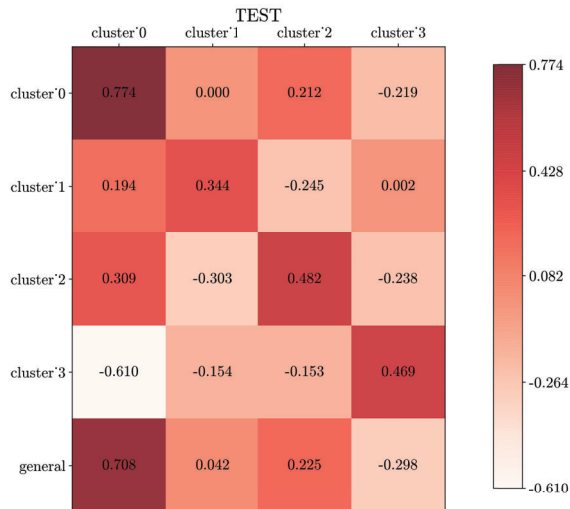 TEST
cluster˙0 cluster˙1 cluster˙2 cluster˙3
cluster˙0 0.774 0.000 0.212 -0.219
cluster˙1 0.194 0.344 -0.245 0.002
cluster˙2 0.309 -0.303 0.482 -0.238
cluster˙3 -0.610 -0.154 -0.153 0.469
general 0.708 0.042 0.225 -0.298
0.774
0.428
0.082
-0.264
-0.610